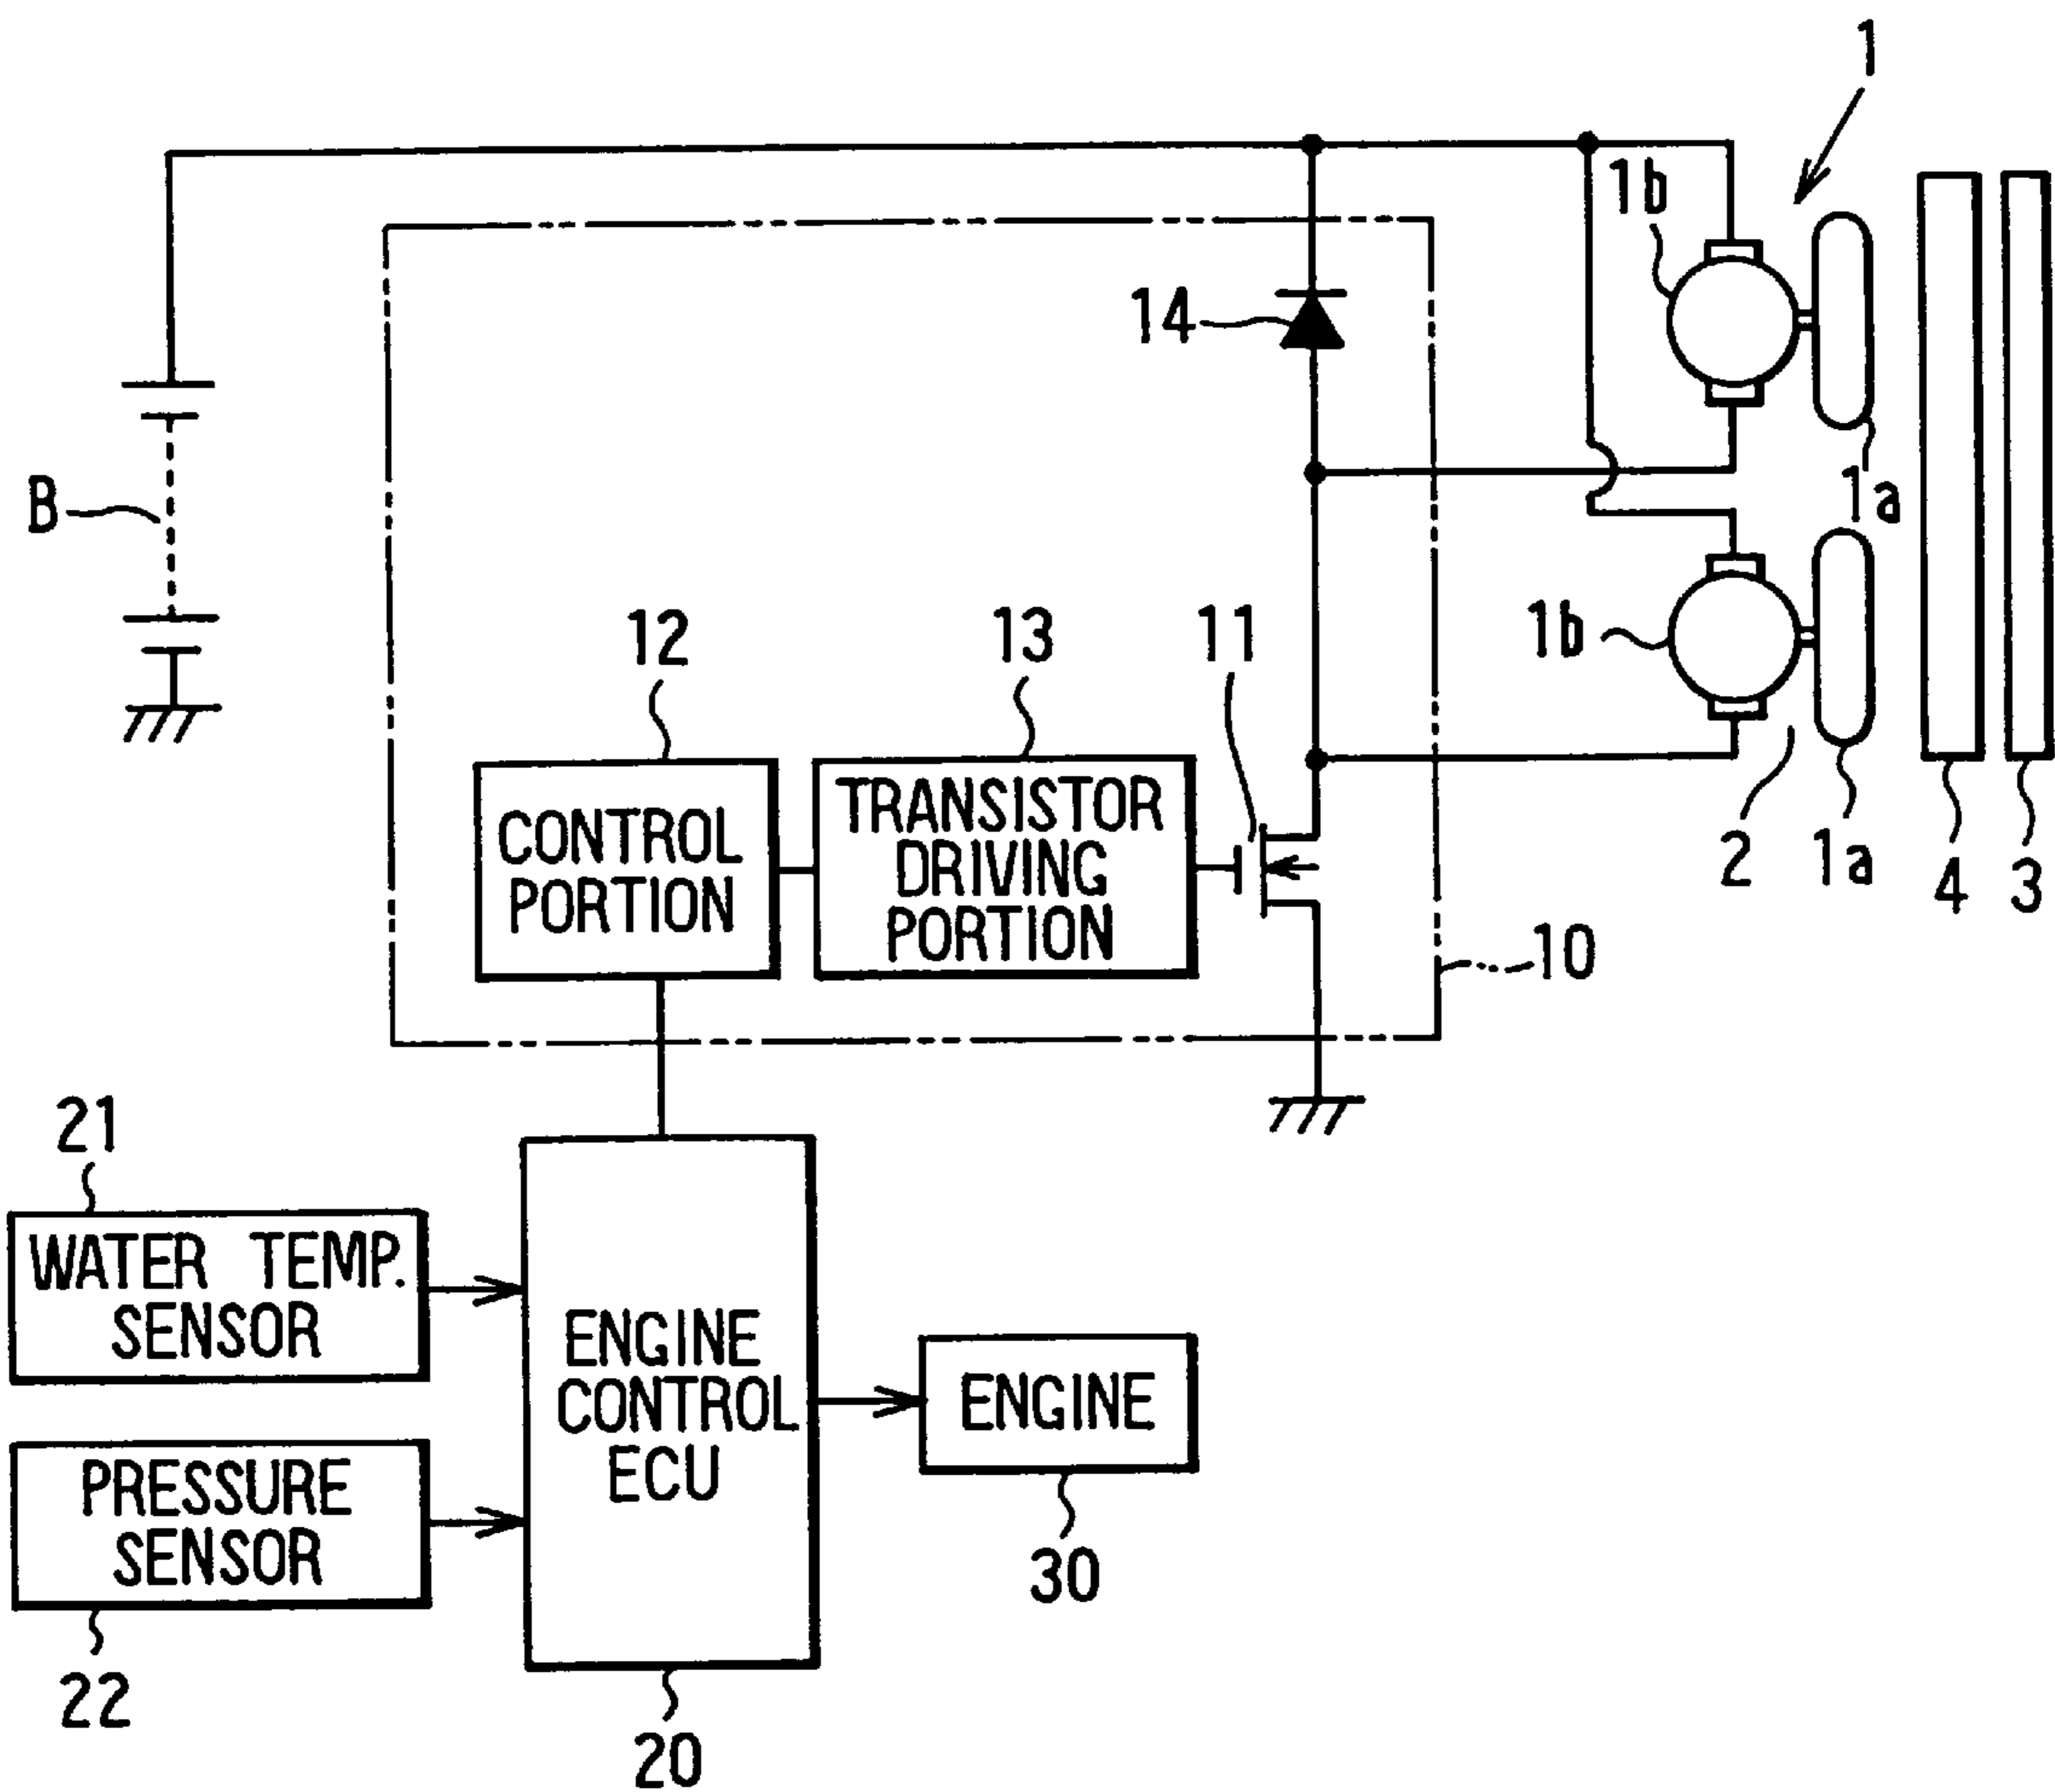 1
1b
14
1a
B
12
13
11
1b
CONTROL
PORTION
TRANSISTOR
DRIVING
PORTION
2
1a
4
3
10
21
WATER TEMP.
SENSOR
ENGINE
CONTROL
ECU
ENGINE
PRESSURE
SENSOR
30
22
20